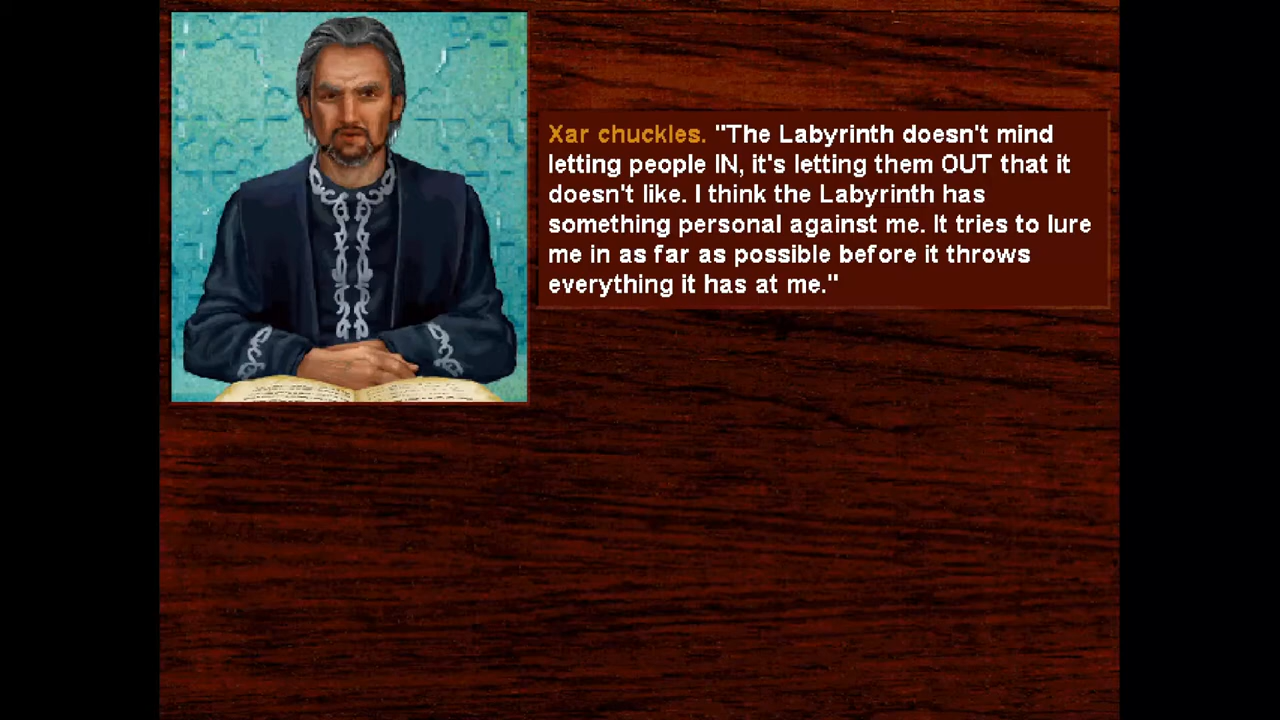 Xar chuckles. "The Labyrinth doesn't mind
letting people IN, it's letting them OUT that it
doesn't like. I think the Labyrinth has
something personal against me. It tries to lure
me in as far as possible before it throws
everything it has at me."